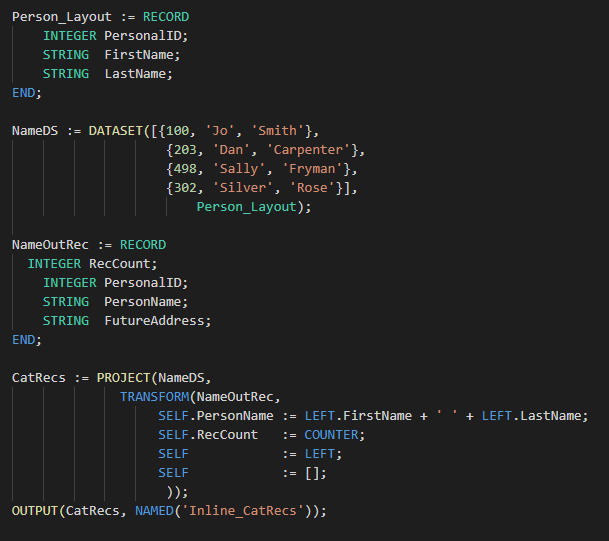 Person_Layout := RECORD
    INTEGER PersonalID;
    STRING  FirstName;
    STRING  LastName;
END;

NameDS := DATASET([{100, 'Jo', 'Smith'},
                    {203, 'Dan', 'Carpenter'},
                    {498, 'Sally', 'Fryman'},
                    {302, 'Silver', 'Rose'}],
                        Person_Layout);

NameOutRec := RECORD
  INTEGER RecCount;
    INTEGER PersonalID;
    STRING  PersonName;
    STRING  FutureAddress;
END;

CatRecs := PROJECT(NameDS,
              TRANSFORM(NameOutRec,
                   SELF.PersonName := LEFT.FirstName + ' ' + LEFT.LastName;
                   SELF.RecCount   := COUNTER;
                   SELF            := LEFT;
                   SELF            := [];
                    ));
OUTPUT(CatRecs, NAMED('Inline_CatRecs'));